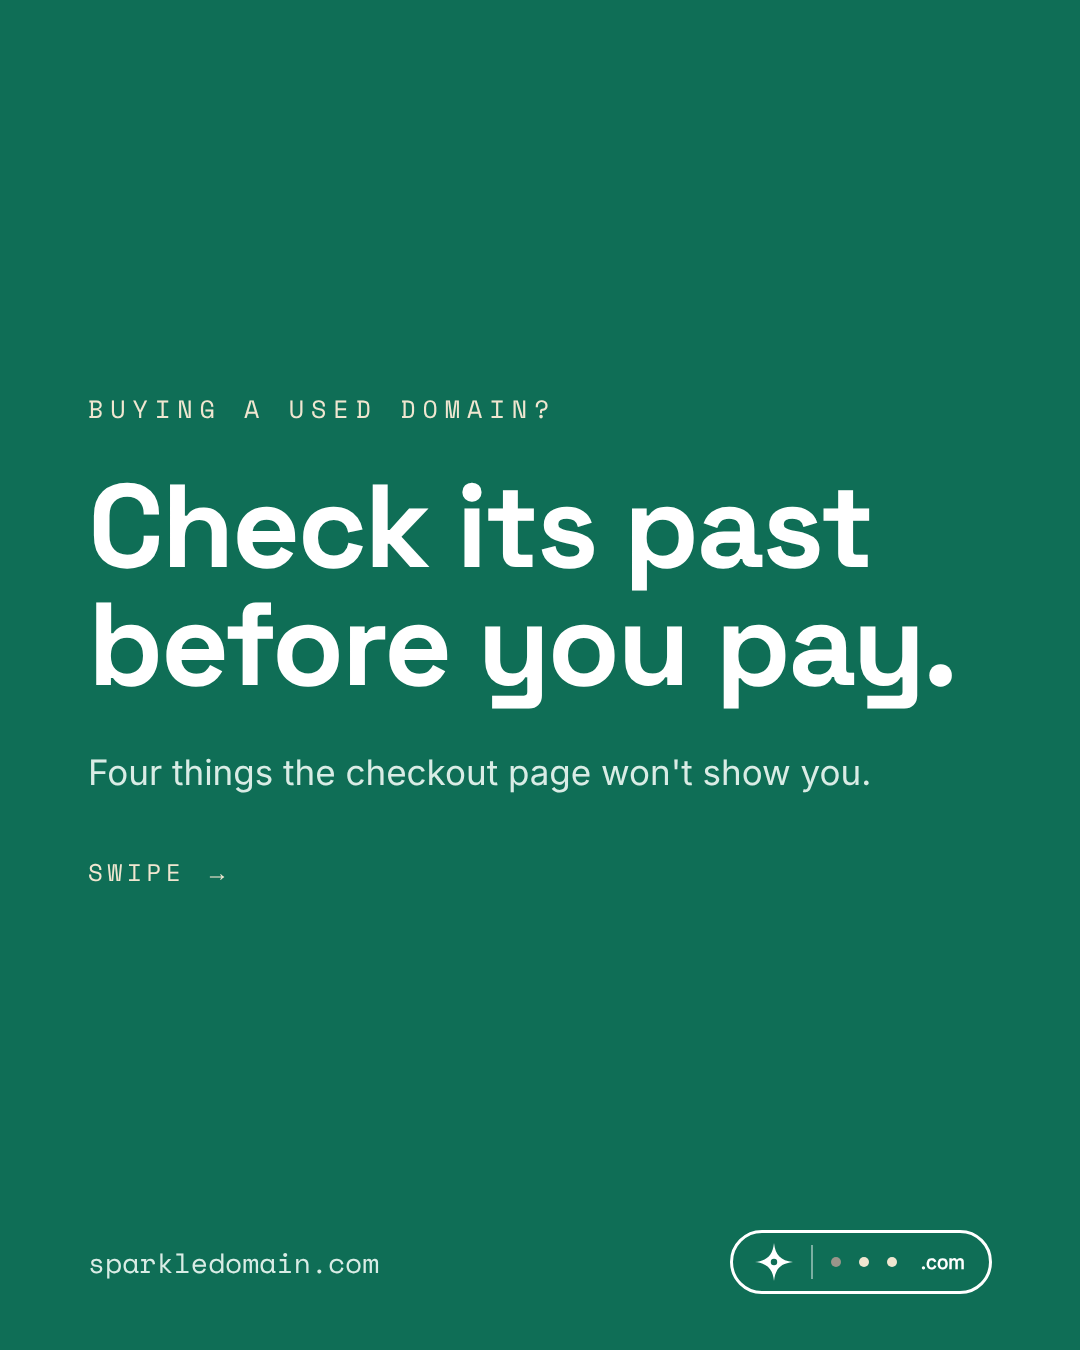 BUYING A USED DOMAIN?
Check its past
before you pay.
Four things the checkout page won't show you.
SWIPE →
sparkledomain.com
.com